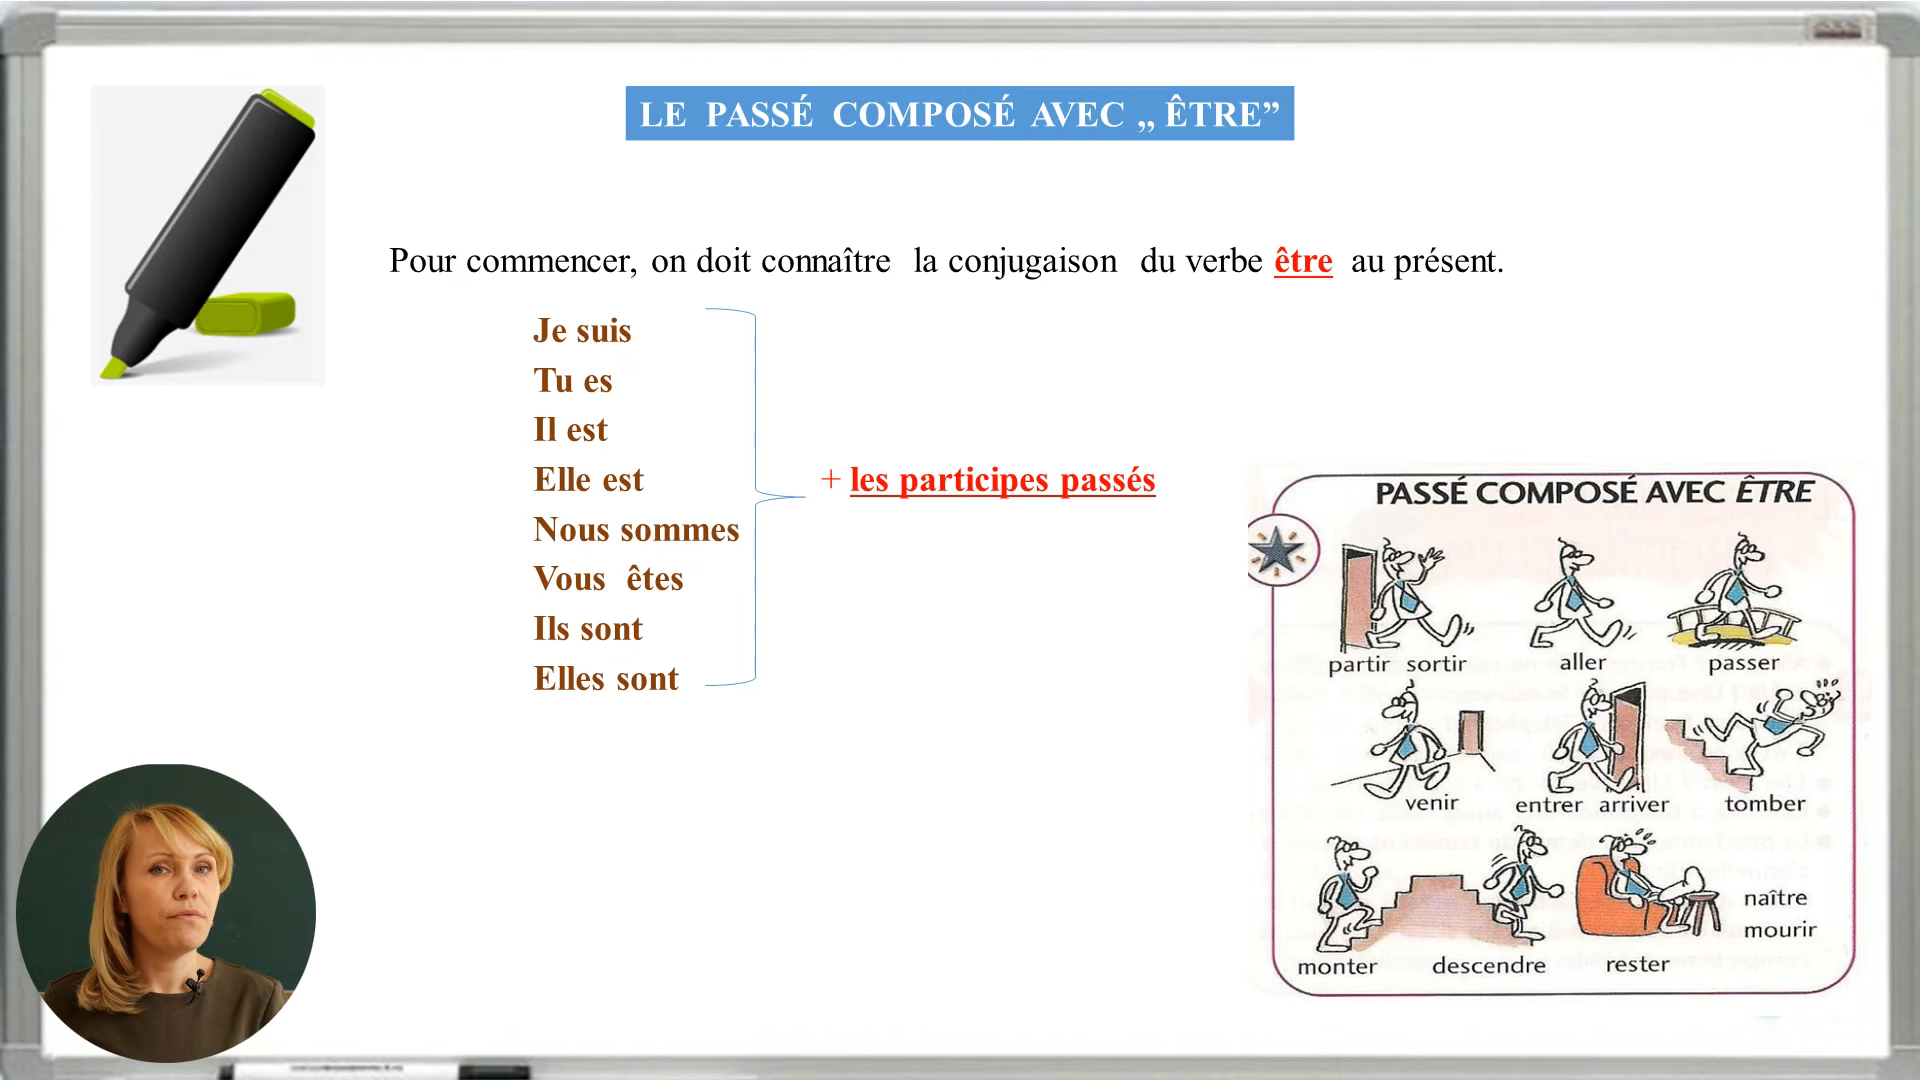 LE PASSÉ COMPOSÉ AVEC „ ÊTRE”
Pour commencer, on doit connaître la conjugaison du verbe être au présent.
Je suis
Tu es
Il est
Elle est
+ les participes passés
Nous sommes
Vous êtes
Ils sont
Elles sont
PASSÉ COMPOSÉ AVEC ÊTRE
partir sortir
aller
passer
venir
entrer arriver
tomber
naître
mourir
monter
descendre
rester